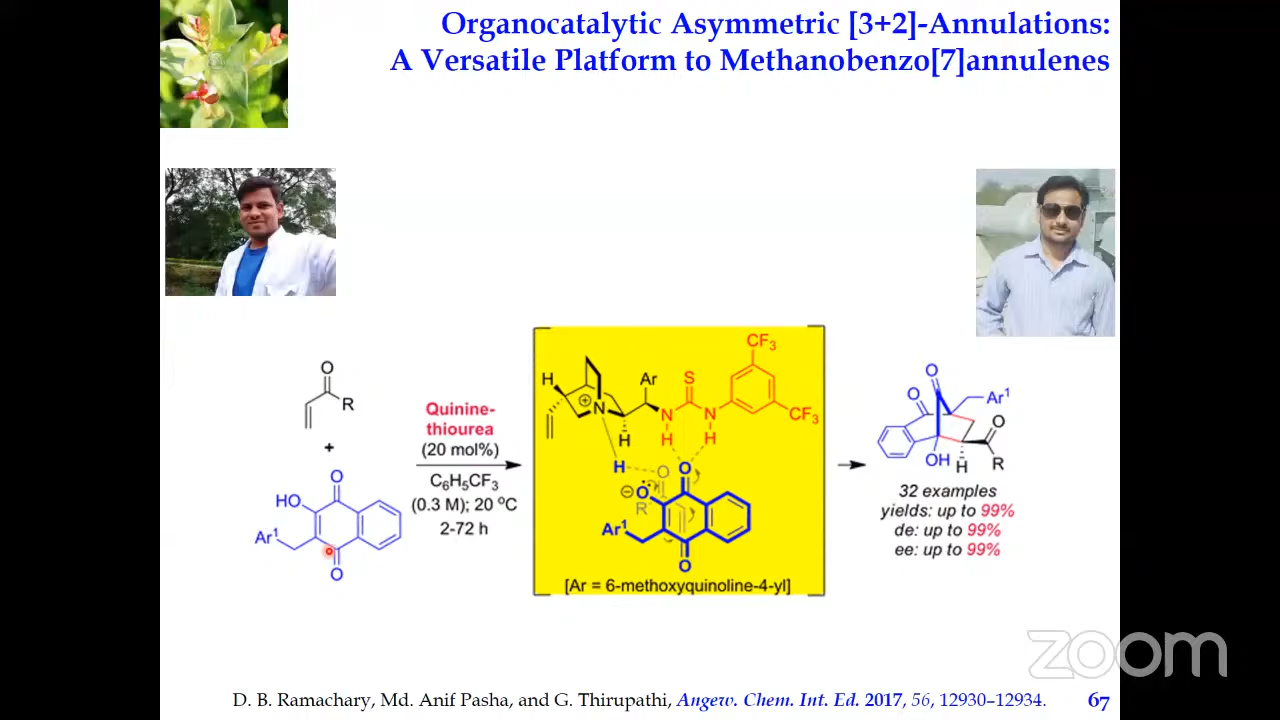 Organocatalytic Asymmetric [3+2]-Annulations:
A Versatile Platform to Methanobenzo[7]annulenes
O
R
+
HO
O
Ar¹
O
Quinine-
thiourea
(20 mol%)
C₆H₅CF₃
(0.3 M); 20 ºC
2-72 h
CF₃
H
Ar
S
⊕
N
N
N
CF₃
H
H
H
H
O
O
⊖
O
R
Ar¹
O
[Ar = 6-methoxyquinoline-4-yl]
O
O
Ar¹
O
OH
H
R
32 examples
yields: up to 99%
de: up to 99%
ee: up to 99%
zoom
D. B. Ramachary, Md. Anif Pasha, and G. Thirupathi, Angew. Chem. Int. Ed. 2017, 56, 12930–12934.
67